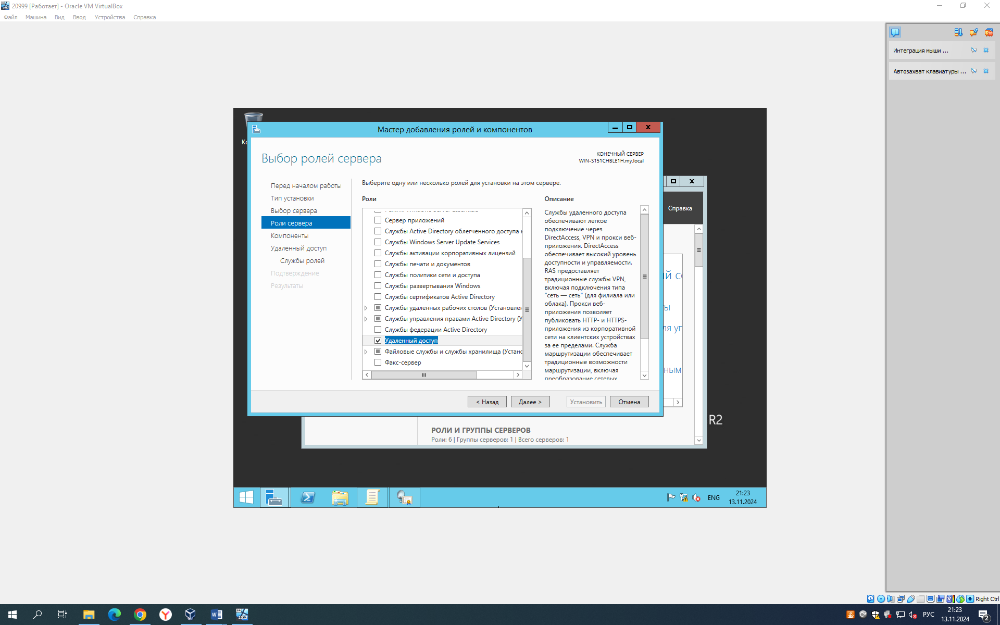 20999 [Работает] - Oracle VM VirtualBox
Файл Машина Вид Ввод Устройства Справка
Интеграция мыши ...
Автозахват клавиатуры ...
Мастер добавления ролей и компонентов
Выбор ролей сервера
КОНЕЧНЫЙ СЕРВЕР
WIN-S151CHBLE1H.my.local
Перед началом работы
Тип установки
Выбор сервера
Роли сервера
Компоненты
Удаленный доступ
Службы ролей
Подтверждение
Результаты
Выберите одну или несколько ролей для установки на этом сервере.
Роли
Сервер приложений
Службы Active Directory облегченного доступа к
Службы Windows Server Update Services
Службы активации корпоративных лицензий
Службы печати и документов
Службы политики сети и доступа
Службы развертывания Windows
Службы сертификатов Active Directory
Службы удаленных рабочих столов (Установлен
Службы управления правами Active Directory (У
Службы федерации Active Directory
Удаленный доступ
Файловые службы и службы хранилища (Устано
Факс-сервер
Описание
Службы удаленного доступа
обеспечивают легкое
подключение через
DirectAccess, VPN и прокси веб-
приложения. DirectAccess
обеспечивает высокий уровень
доступности и управляемости.
RAS предоставляет
традиционные службы VPN,
включая подключения типа
"сеть — сеть" (для филиала или
облака). Прокси веб-
приложения позволяет
публиковать HTTP- и HTTPS-
приложения из корпоративной
сети на клиентских устройствах
за ее пределами. Служба
маршрутизации обеспечивает
традиционные возможности
маршрутизации, включая
преобразование сетевых
< Назад
Далее >
Установить
Отмена
Справка
ты
ля уп
ным
РОЛИ И ГРУППЫ СЕРВЕРОВ
Роли: 6 | Группы серверов: 1 | Всего серверов: 1
R2
ENG
21:23
13.11.2024
Right Ctrl
РУС
21:23
13.11.2024
2